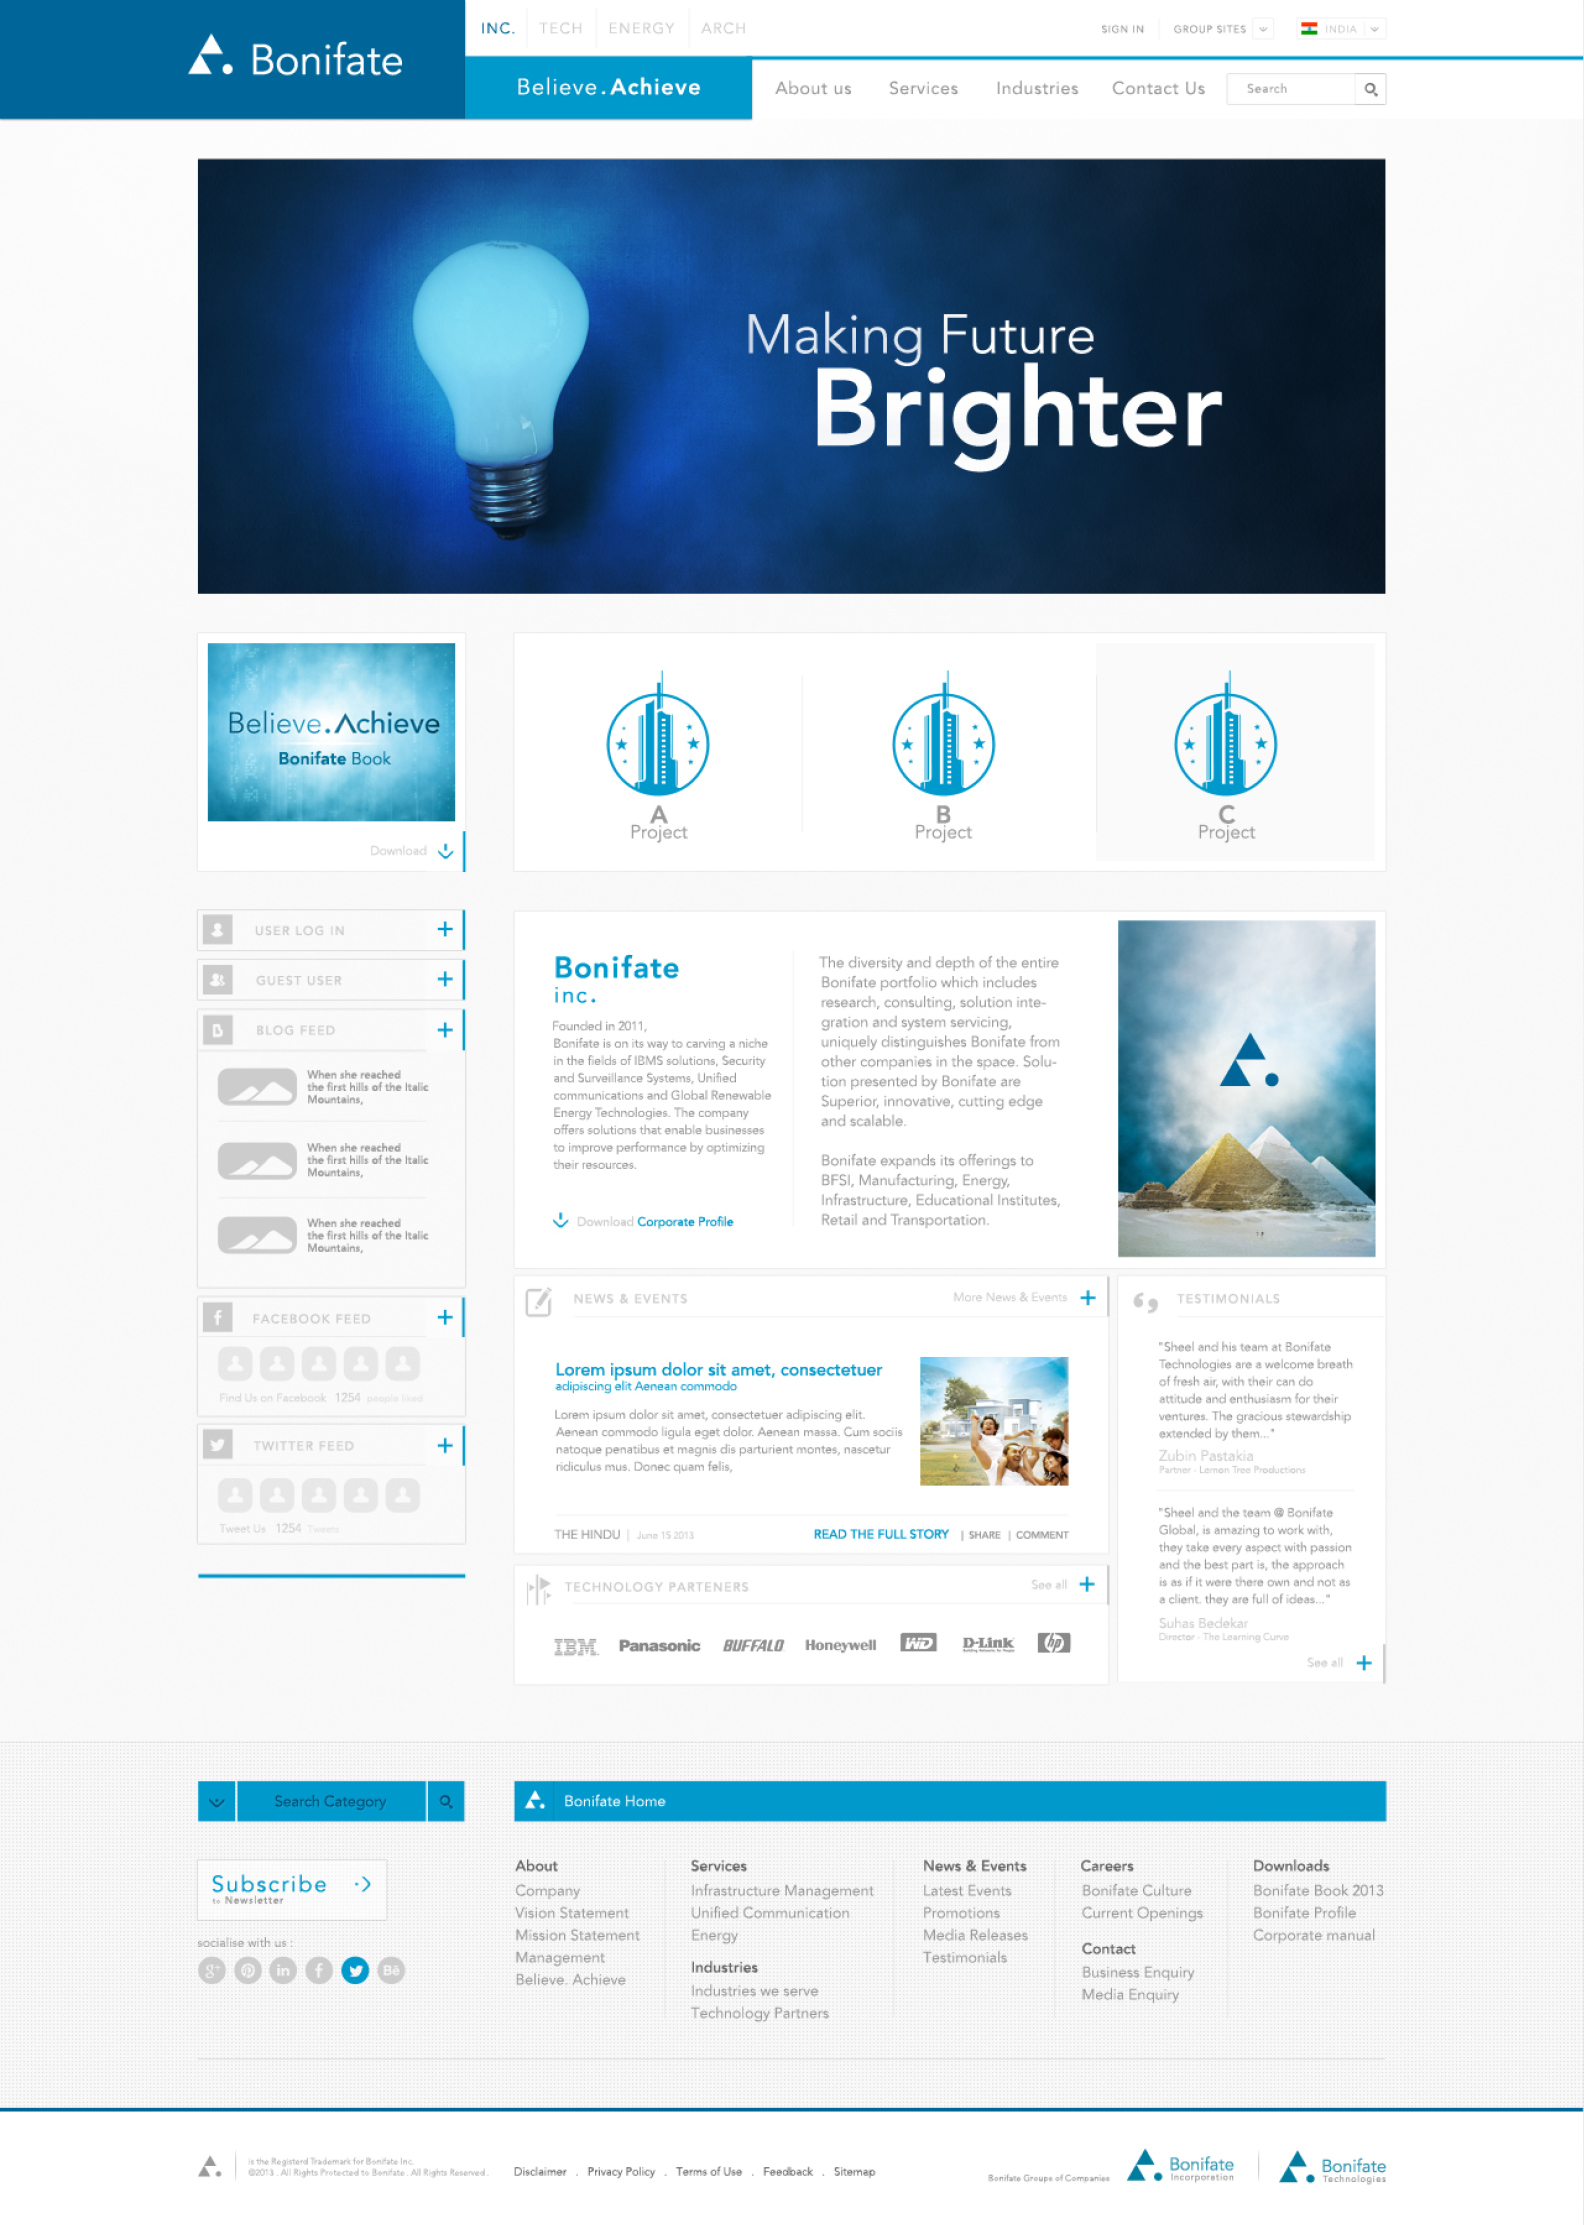 Bonifate
INC. TECH ENERGY ARCH
SIGN IN GROUP SITES INDIA
Believe.Achieve
About us Services Industries Contact Us Search
Making Future
Brighter
Believe.Achieve
Bonifate Book
Download
A
Project
B
Project
C
Project
USER LOG IN
GUEST USER
BLOG FEED
When she reached
the first hills of the Italic
Mountains,
When she reached
the first hills of the Italic
Mountains,
When she reached
the first hills of the Italic
Mountains,
FACEBOOK FEED
Find Us on Facebook 1254 people liked
TWITTER FEED
Tweet Us 1254 Tweets
Bonifate
inc.
Founded in 2011,
Bonifate is on its way to carving a niche
in the fields of IBMS solutions, Security
and Surveillance Systems, Unified
communications and Global Renewable
Energy Technologies. The company
offers solutions that enable businesses
to improve performance by optimizing
their resources.
Download Corporate Profile
The diversity and depth of the entire
Bonifate portfolio which includes
research, consulting, solution inte-
gration and system servicing,
uniquely distinguishes Bonifate from
other companies in the space. Solu-
tion presented by Bonifate are
Superior, innovative, cutting edge
and scalable.
Bonifate expands its offerings to
BFSI, Manufacturing, Energy,
Infrastructure, Educational Institutes,
Retail and Transportation.
NEWS & EVENTS
More News & Events
Lorem ipsum dolor sit amet, consectetuer
adipiscing elit Aenean commodo
Lorem ipsum dolor sit amet, consectetuer adipiscing elit.
Aenean commodo ligula eget dolor. Aenean massa. Cum sociis
natoque penatibus et magnis dis parturient montes, nascetur
ridiculus mus. Donec quam felis,
THE HINDU | June 15 2013
READ THE FULL STORY | SHARE | COMMENT
TECHNOLOGY PARTENERS
See all
IBM. Panasonic BUFFALO Honeywell WD D-Link hp
Building Networks for People
TESTIMONIALS
"Sheel and his team at Bonifate
Technologies are a welcome breath
of fresh air, with their can do
attitude and enthusiasm for their
ventures. The gracious stewardship
extended by them..."
Zubin Pastakia
Partner - Lemon Tree Productions
"Sheel and the team @ Bonifate
Global, is amazing to work with,
they take every aspect with passion
and the best part is, the approach
is as if it were there own and not as
a client. they are full of ideas..."
Suhas Bedekar
Director - The Learning Curve
See all
Search Category
Bonifate Home
Subscribe
to Newsletter
socialise with us :
g+ in f Bē
About
Company
Vision Statement
Mission Statement
Management
Believe. Achieve
Services
Infrastructure Management
Unified Communication
Energy
Industries
Industries we serve
Technology Partners
News & Events
Latest Events
Promotions
Media Releases
Testimonials
Careers
Bonifate Culture
Current Openings
Contact
Business Enquiry
Media Enquiry
Downloads
Bonifate Book 2013
Bonifate Profile
Corporate manual
is the Registerd Trademark for Bonifate Inc.
©2013 . All Rights Protected to Bonifate . All Rights Reserved .
Disclaimer . Privacy Policy . Terms of Use . Feedback . Sitemap
Bonifate Groups of Companies
Bonifate
Incorporation
Bonifate
Technologies